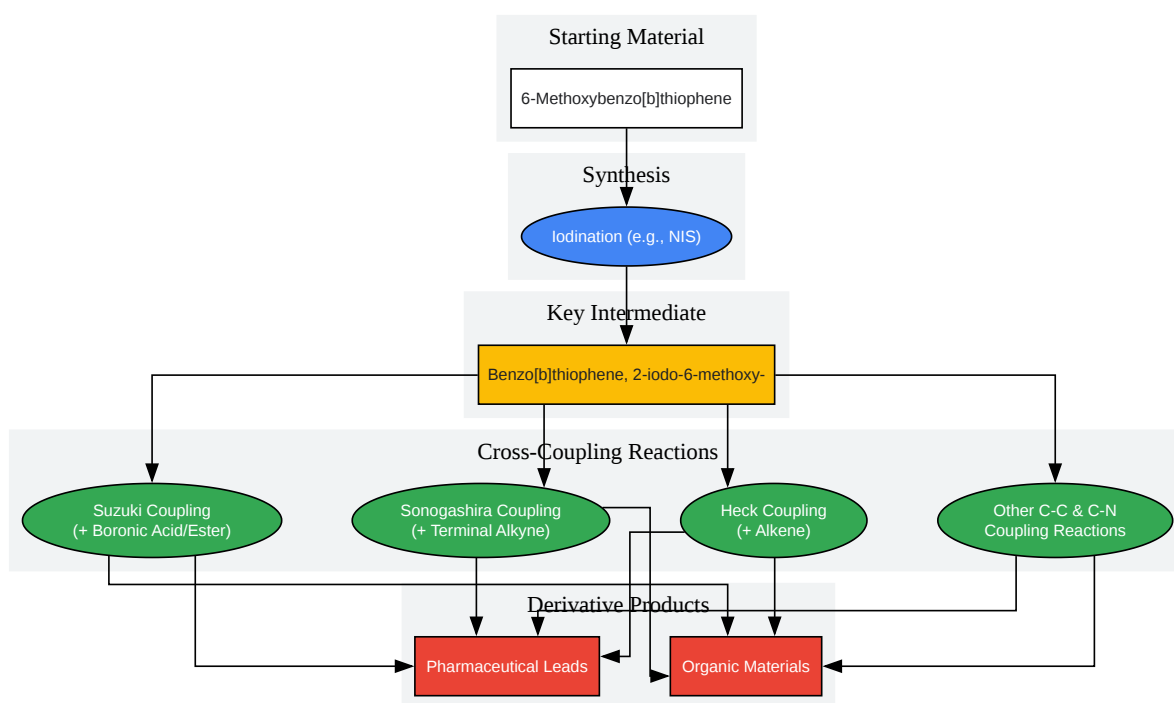 Starting Material
6-Methoxybenzo[b]thiophene
Synthesis
Iodination (e.g., NIS)
Key Intermediate
Benzo[b]thiophene, 2-iodo-6-methoxy-
Cross-Coupling Reactions
Suzuki Coupling
(+ Boronic Acid/Ester)
Sonogashira Coupling
(+ Terminal Alkyne)
Heck Coupling
(+ Alkene)
Other C-C & C-N
Coupling Reactions
Derivative Products
Pharmaceutical Leads
Organic Materials